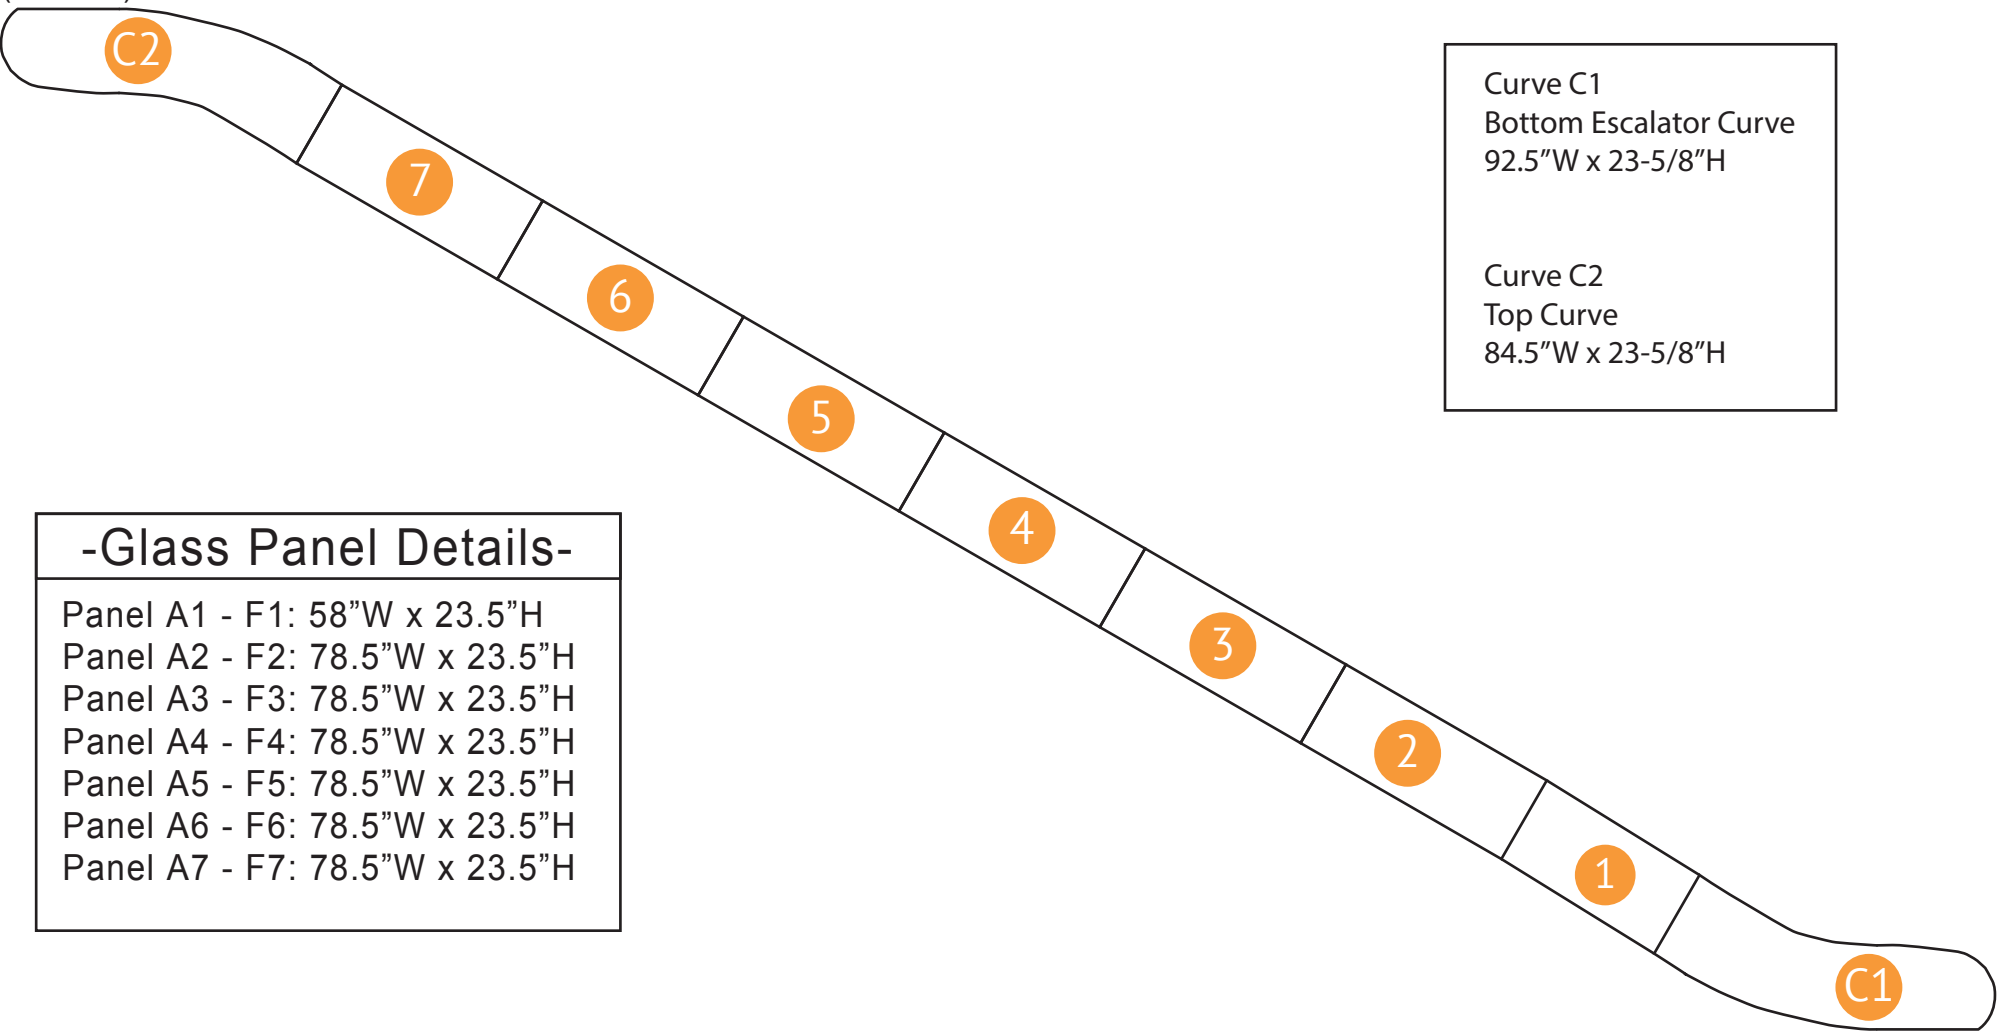 C2
7
6
5
4
3
2
1
C1
Curve C1
Bottom Escalator Curve
92.5”W x 23-5/8”H
Curve C2
Top Curve
84.5”W x 23-5/8”H
-Glass Panel Details-
Panel A1 - F1: 58”W x 23.5”H
Panel A2 - F2: 78.5”W x 23.5”H
Panel A3 - F3: 78.5”W x 23.5”H
Panel A4 - F4: 78.5”W x 23.5”H
Panel A5 - F5: 78.5”W x 23.5”H
Panel A6 - F6: 78.5”W x 23.5”H
Panel A7 - F7: 78.5”W x 23.5”H